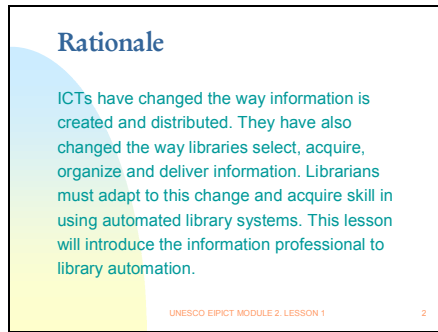 Rationale
ICTs have changed the way information is
created and distributed. They have also
changed the way libraries select, acquire,
organize and deliver information. Librarians
must adapt to this change and acquire skill in
using automated library systems. This lesson
will introduce the information professional to
library automation.
UNESCO EIPICT MODULE 2. LESSON 1 2